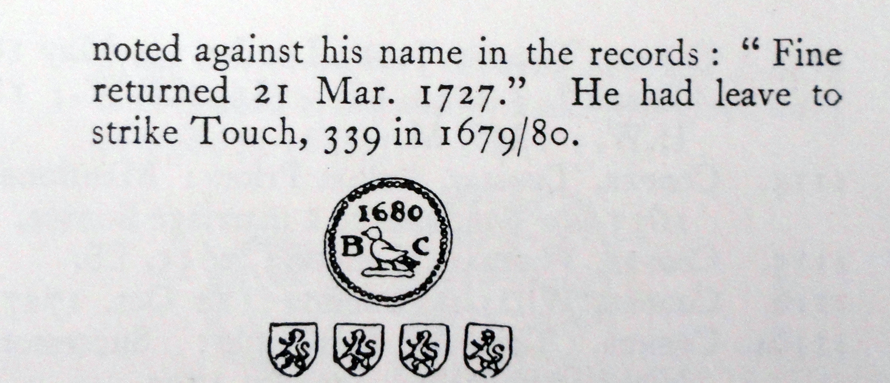 noted against his name in the records : “ Fine
returned 21 Mar. 1727.” He had leave to
strike Touch, 339 in 1679/80.
1680
B C